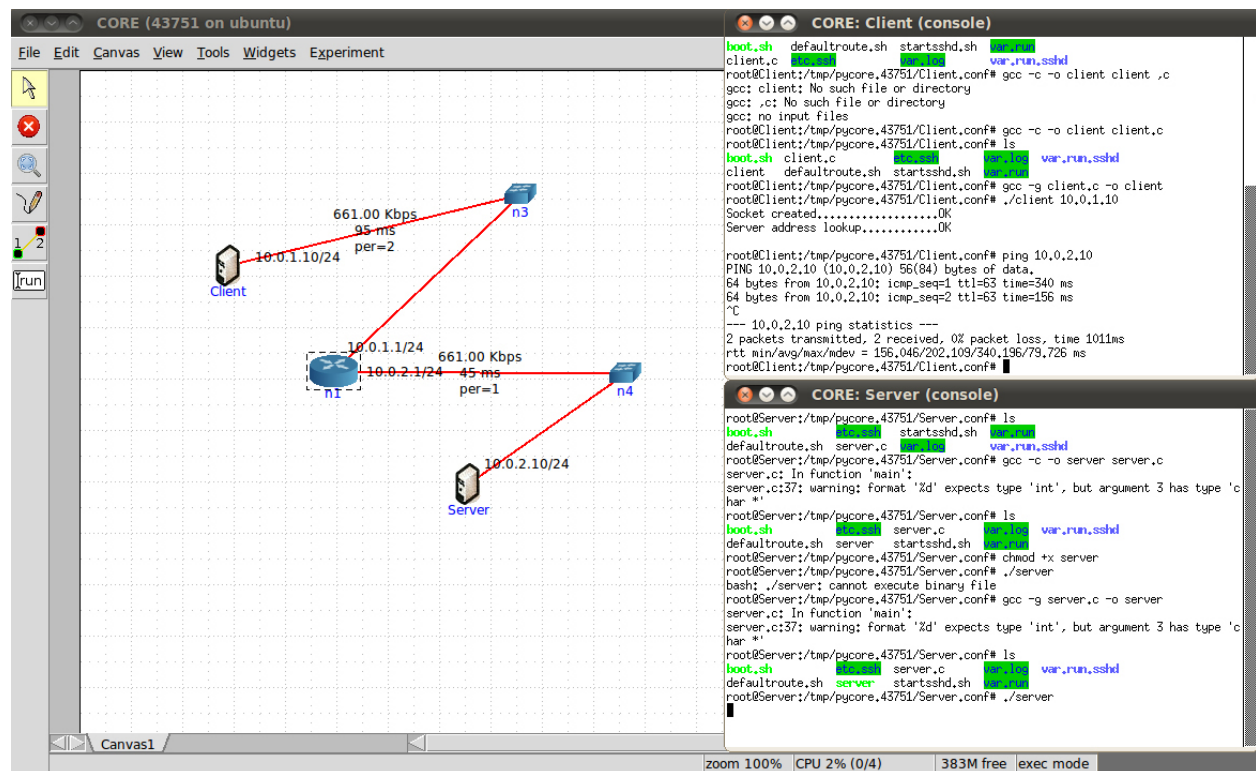 CORE (43751 on ubuntu)
File Edit Canvas View Tools Widgets Experiment
1 2
run
n3
661.00 Kbps
95 ms
per=2
10.0.1.10/24
Client
10.0.1.1/24
661.00 Kbps
10.0.2.1/24
45 ms
per=1
n1
n4
10.0.2.10/24
Server
Canvas1
zoom 100% CPU 2% (0/4) 383M free exec mode
CORE: Client (console)
boot.sh defaultroute.sh startsshd.sh var.run
client.c etc.ssh var.log var.run.sshd
root@Client:/tmp/pycore.43751/Client.conf# gcc -c -o client client ,c
gcc: client: No such file or directory
gcc: ,c: No such file or directory
gcc: no input files
root@Client:/tmp/pycore.43751/Client.conf# gcc -c -o client client.c
root@Client:/tmp/pycore.43751/Client.conf# ls
boot.sh client.c etc.ssh var.log var.run.sshd
client defaultroute.sh startsshd.sh var.run
root@Client:/tmp/pycore.43751/Client.conf# gcc -g client.c -o client
root@Client:/tmp/pycore.43751/Client.conf# ./client 10.0.1.10
Socket created...................OK
Server address lookup............OK
root@Client:/tmp/pycore.43751/Client.conf# ping 10.0.2.10
PING 10.0.2.10 (10.0.2.10) 56(84) bytes of data.
64 bytes from 10.0.2.10: icmp_seq=1 ttl=63 time=340 ms
64 bytes from 10.0.2.10: icmp_seq=2 ttl=63 time=156 ms
^C
--- 10.0.2.10 ping statistics ---
2 packets transmitted, 2 received, 0% packet loss, time 1011ms
rtt min/avg/max/mdev = 156.046/202.109/340.196/79.726 ms
root@Client:/tmp/pycore.43751/Client.conf#
CORE: Server (console)
root@Server:/tmp/pycore.43751/Server.conf# ls
boot.sh etc.ssh startsshd.sh var.run
defaultroute.sh server.c var.log var.run.sshd
root@Server:/tmp/pycore.43751/Server.conf# gcc -c -o server server.c
server.c: In function 'main':
server.c:37: warning: format '%d' expects type 'int', but argument 3 has type 'c
har *'
root@Server:/tmp/pycore.43751/Server.conf# ls
boot.sh etc.ssh server.c var.log var.run.sshd
defaultroute.sh server startsshd.sh var.run
root@Server:/tmp/pycore.43751/Server.conf# chmod +x server
root@Server:/tmp/pycore.43751/Server.conf# ./server
bash: ./server: cannot execute binary file
root@Server:/tmp/pycore.43751/Server.conf# gcc -g server.c -o server
server.c: In function 'main':
server.c:37: warning: format '%d' expects type 'int', but argument 3 has type 'c
har *'
root@Server:/tmp/pycore.43751/Server.conf# ls
boot.sh etc.ssh server.c var.log var.run.sshd
defaultroute.sh server startsshd.sh var.run
root@Server:/tmp/pycore.43751/Server.conf# ./server